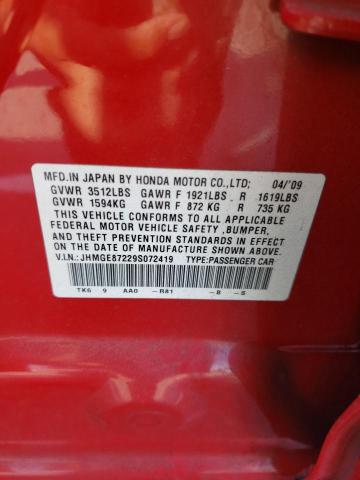 MFD.IN JAPAN BY HONDA MOTOR CO.,LTD; 04/'09
GVWR 3512LBS GAWR F 1921LBS R 1619LBS
GVWR 1594KG GAWR F 872 KG R 735 KG
THIS VEHICLE CONFORMS TO ALL APPLICABLE
FEDERAL MOTOR VEHICLE SAFETY ,BUMPER,
AND THEFT PREVENTION STANDARDS IN EFFECT
ON THE DATE OF MANUFACTURE SHOWN ABOVE.
V.I.N.: JHMGE87229S072419 TYPE:PASSENGER CAR
TK6 9 AA0 -R81 -B -S